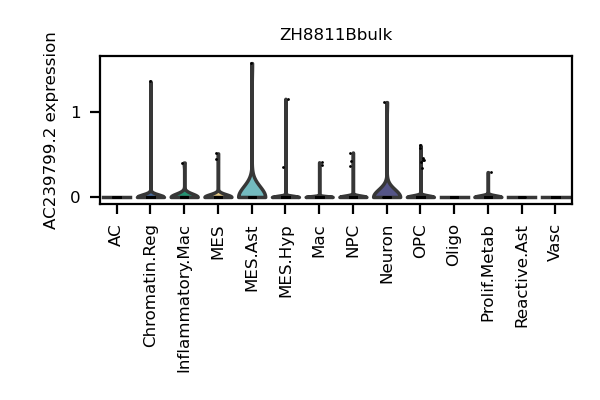 ZH8811Bbulk
AC239799.2 expression
1
0
AC
Chromatin.Reg
Inflammatory.Mac
MES
MES.Ast
MES.Hyp
Mac
NPC
Neuron
OPC
Oligo
Prolif.Metab
Reactive.Ast
Vasc